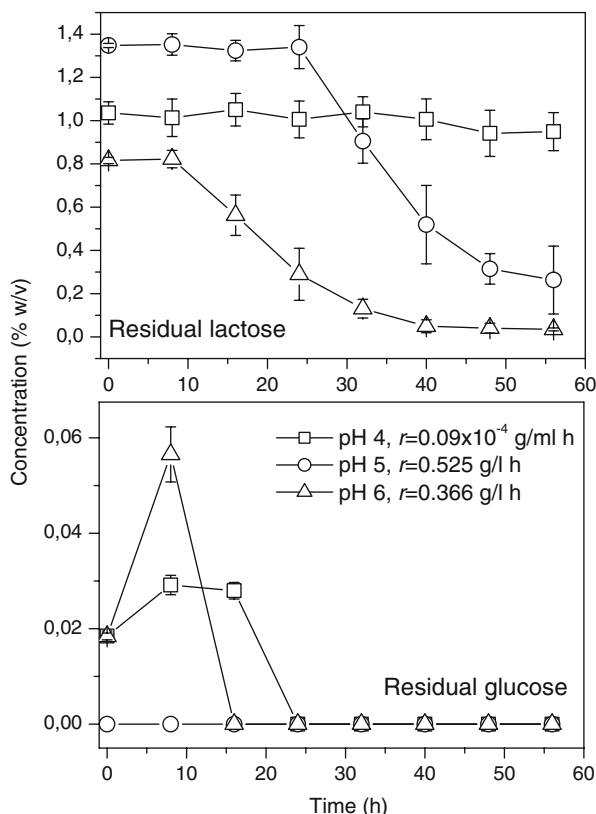 1,4
1,2
1,0
0,8
0,6
0,4
0,2
0,0
Residual lactose
0 10 20 30 40 50 60
Concentration (% w/v)
0,06
0,04
0,02
0,00
pH 4, r=0.09x10⁻⁴ g/ml h
pH 5, r=0.525 g/l h
pH 6, r=0.366 g/l h
Residual glucose
0 10 20 30 40 50 60
Time (h)